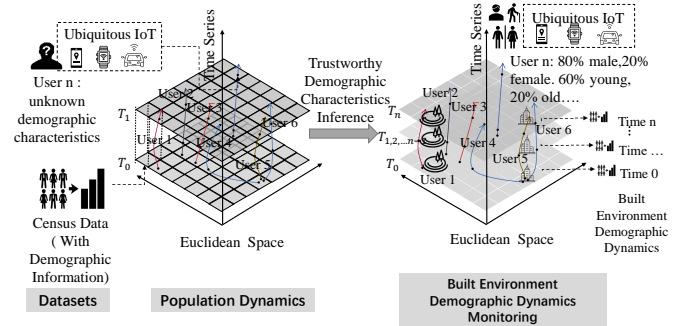 Ubiquitous IoT
User n :
unknown
demographic
characteristics
Census Data
( With
Demographic
Information)
Datasets
Time Series
T1
T0
User 1
User 2
User 3
User 4
User 6
Euclidean Space
Population Dynamics
Trustworthy
Demographic
Characteristics
Inference
Ubiquitous IoT
User n: 80% male,20%
female. 60% young,
20% old….
Time Series
Tn
T1,2,...n
T0
User 1
User 2
User 3
User 4
User 5
User 6
Time n
⋮
Time …
Time 0
Euclidean Space
Built
Environment
Demographic
Dynamics
Built Environment
Demographic Dynamics
Monitoring